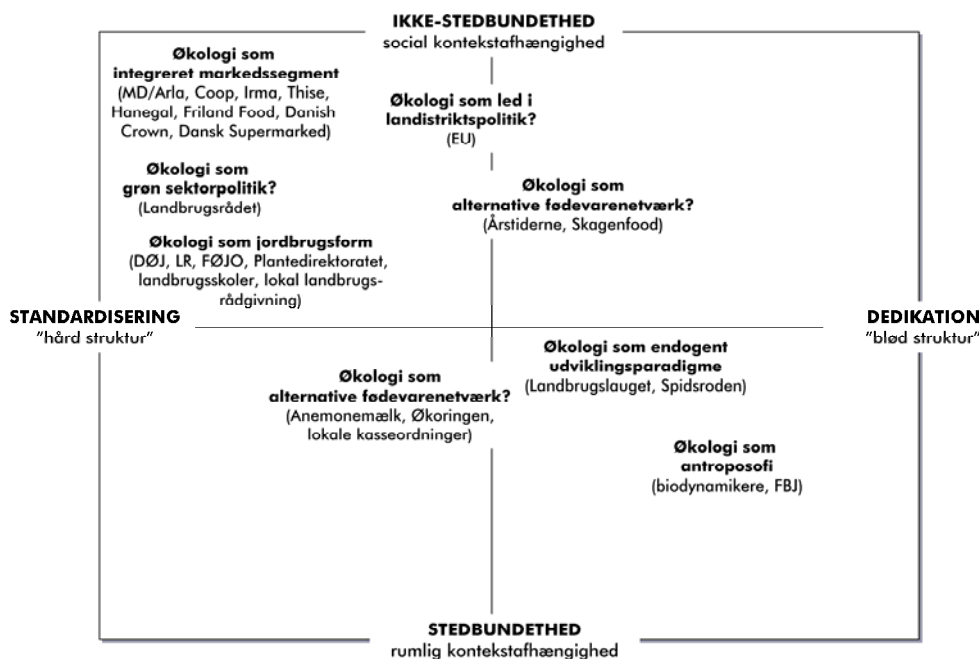 IKKE-STEDBUNDETHED
social kontekstafhængighed
Økologi som
integreret markedssegment
(MD/Arla, Coop, Irma, Thise,
Hanegal, Friland Food, Danish
Crown, Dansk Supermarked)
Økologi som led i
landistriktspolitik?
(EU)
Økologi som
grøn sektorpolitik?
(Landbrugsrådet)
Økologi som
alternative fødevarenetværk?
(Årstiderne, Skagenfood)
Økologi som jordbrugsform
(DØJ, LR, FØJO, Plantedirektoratet,
landbrugsskoler, lokal landbrugs-
rådgivning)
STANDARDISERING
”hård struktur”
DEDIKATION
”blød struktur”
Økologi som endogent
udviklingsparadigme
(Landbrugslauget, Spidsroden)
Økologi som
alternative fødevarenetværk?
(Anemonemælk, Økoringen,
lokale kasseordninger)
Økologi som
antroposofi
(biodynamikere, FBJ)
STEDBUNDETHED
rumlig kontekstafhængighed